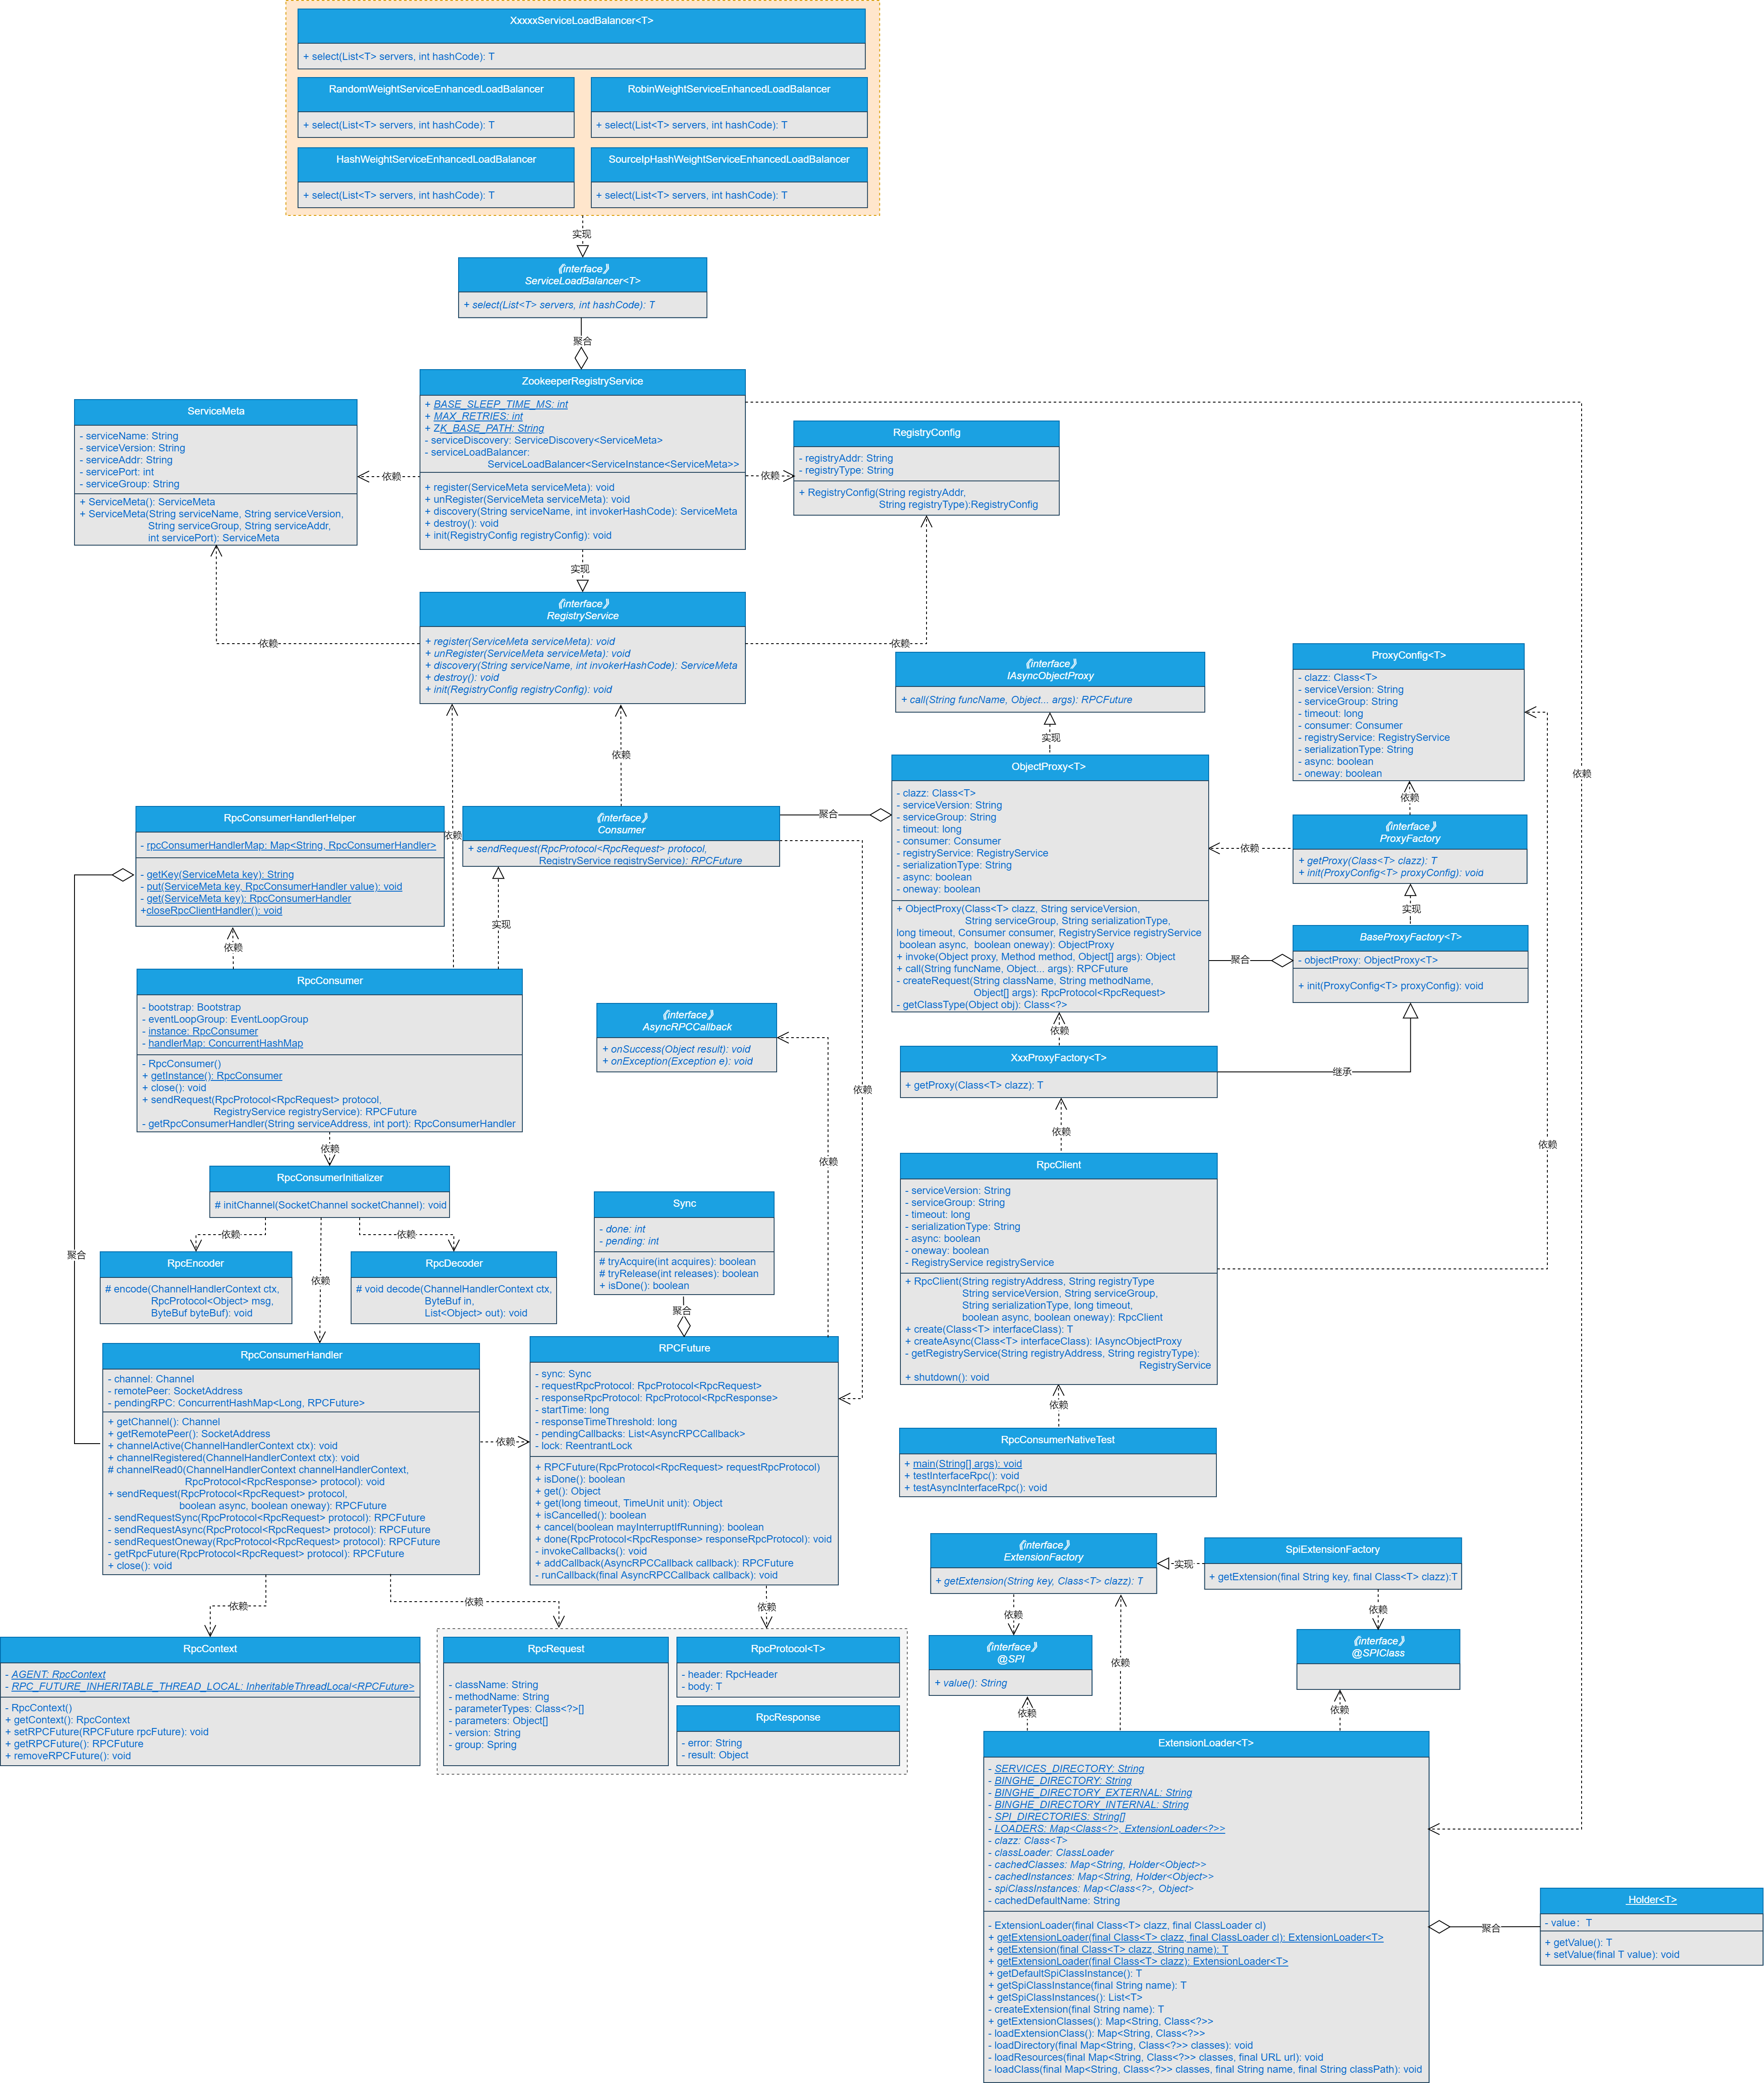 XxxxxServiceLoadBalancer<T>
+ select(List<T> servers, int hashCode): T
RandomWeightServiceEnhancedLoadBalancer
+ select(List<T> servers, int hashCode): T
RobinWeightServiceEnhancedLoadBalancer
+ select(List<T> servers, int hashCode): T
HashWeightServiceEnhancedLoadBalancer
+ select(List<T> servers, int hashCode): T
SourceIpHashWeightServiceEnhancedLoadBalancer
+ select(List<T> servers, int hashCode): T
实现
《interface》
ServiceLoadBalancer<T>
+ select(List<T> servers, int hashCode): T
聚合
ZookeeperRegistryService
+ BASE_SLEEP_TIME_MS: int
+ MAX_RETRIES: int
+ ZK_BASE_PATH: String
- serviceDiscovery: ServiceDiscovery<ServiceMeta>
- serviceLoadBalancer:
ServiceLoadBalancer<ServiceInstance<ServiceMeta>>
+ register(ServiceMeta serviceMeta): void
+ unRegister(ServiceMeta serviceMeta): void
+ discovery(String serviceName, int invokerHashCode): ServiceMeta
+ destroy(): void
+ init(RegistryConfig registryConfig): void
ServiceMeta
- serviceName: String
- serviceVersion: String
- serviceAddr: String
- servicePort: int
- serviceGroup: String
+ ServiceMeta(): ServiceMeta
+ ServiceMeta(String serviceName, String serviceVersion,
String serviceGroup, String serviceAddr,
int servicePort): ServiceMeta
依赖
依赖
RegistryConfig
- registryAddr: String
- registryType: String
+ RegistryConfig(String registryAddr,
String registryType):RegistryConfig
实现
《interface》
RegistryService
+ register(ServiceMeta serviceMeta): void
+ unRegister(ServiceMeta serviceMeta): void
+ discovery(String serviceName, int invokerHashCode): ServiceMeta
+ destroy(): void
+ init(RegistryConfig registryConfig): void
依赖
依赖
《interface》
IAsyncObjectProxy
+ call(String funcName, Object... args): RPCFuture
实现
ProxyConfig<T>
- clazz: Class<T>
- serviceVersion: String
- serviceGroup: String
- timeout: long
- consumer: Consumer
- registryService: RegistryService
- serializationType: String
- async: boolean
- oneway: boolean
依赖
依赖
依赖
ObjectProxy<T>
- clazz: Class<T>
- serviceVersion: String
- serviceGroup: String
- timeout: long
- consumer: Consumer
- registryService: RegistryService
- serializationType: String
- async: boolean
- oneway: boolean
+ ObjectProxy(Class<T> clazz, String serviceVersion,
String serviceGroup, String serializationType,
long timeout, Consumer consumer, RegistryService registryService
boolean async,  boolean oneway): ObjectProxy
+ invoke(Object proxy, Method method, Object[] args): Object
+ call(String funcName, Object... args): RPCFuture
- createRequest(String className, String methodName,
Object[] args): RpcProtocol<RpcRequest>
- getClassType(Object obj): Class<?>
《interface》
ProxyFactory
+ getProxy(Class<T> clazz): T
+ init(ProxyConfig<T> proxyConfig): void
依赖
实现
BaseProxyFactory<T>
- objectProxy: ObjectProxy<T>
+ init(ProxyConfig<T> proxyConfig): void
聚合
RpcConsumerHandlerHelper
- rpcConsumerHandlerMap: Map<String, RpcConsumerHandler>
- getKey(ServiceMeta key): String
- put(ServiceMeta key, RpcConsumerHandler value): void
- get(ServiceMeta key): RpcConsumerHandler
+closeRpcClientHandler(): void
依赖
《interface》
Consumer
+ sendRequest(RpcProtocol<RpcRequest> protocol,
RegistryService registryService): RPCFuture
聚合
依赖
实现
RpcConsumer
- bootstrap: Bootstrap
- eventLoopGroup: EventLoopGroup
- instance: RpcConsumer
- handlerMap: ConcurrentHashMap
- RpcConsumer()
+ getInstance(): RpcConsumer
+ close(): void
+ sendRequest(RpcProtocol<RpcRequest> protocol,
RegistryService registryService): RPCFuture
- getRpcConsumerHandler(String serviceAddress, int port): RpcConsumerHandler
《interface》
AsyncRPCCallback
+ onSuccess(Object result): void
+ onException(Exception e): void
依赖
依赖
依赖
XxxProxyFactory<T>
+ getProxy(Class<T> clazz): T
继承
依赖
依赖
依赖
RpcConsumerInitializer
# initChannel(SocketChannel socketChannel): void
依赖
依赖
依赖
RpcEncoder
# encode(ChannelHandlerContext ctx,
RpcProtocol<Object> msg,
ByteBuf byteBuf): void
RpcDecoder
# void decode(ChannelHandlerContext ctx,
ByteBuf in,
List<Object> out): void
聚合
Sync
- done: int
- pending: int
# tryAcquire(int acquires): boolean
# tryRelease(int releases): boolean
+ isDone(): boolean
聚合
RpcClient
- serviceVersion: String
- serviceGroup: String
- timeout: long
- serializationType: String
- async: boolean
- oneway: boolean
- RegistryService registryService
+ RpcClient(String registryAddress, String registryType
String serviceVersion, String serviceGroup,
String serializationType, long timeout,
boolean async, boolean oneway): RpcClient
+ create(Class<T> interfaceClass): T
+ createAsync(Class<T> interfaceClass): IAsyncObjectProxy
- getRegistryService(String registryAddress, String registryType):
RegistryService
+ shutdown(): void
依赖
RpcConsumerNativeTest
+ main(String[] args): void
+ testInterfaceRpc(): void
+ testAsyncInterfaceRpc(): void
RpcConsumerHandler
- channel: Channel
- remotePeer: SocketAddress
- pendingRPC: ConcurrentHashMap<Long, RPCFuture>
+ getChannel(): Channel
+ getRemotePeer(): SocketAddress
+ channelActive(ChannelHandlerContext ctx): void
+ channelRegistered(ChannelHandlerContext ctx): void
# channelRead0(ChannelHandlerContext channelHandlerContext,
RpcProtocol<RpcResponse> protocol): void
+ sendRequest(RpcProtocol<RpcRequest> protocol,
boolean async, boolean oneway): RPCFuture
- sendRequestSync(RpcProtocol<RpcRequest> protocol): RPCFuture
- sendRequestAsync(RpcProtocol<RpcRequest> protocol): RPCFuture
- sendRequestOneway(RpcProtocol<RpcRequest> protocol): RPCFuture
- getRpcFuture(RpcProtocol<RpcRequest> protocol): RPCFuture
+ close(): void
依赖
RPCFuture
- sync: Sync
- requestRpcProtocol: RpcProtocol<RpcRequest>
- responseRpcProtocol: RpcProtocol<RpcResponse>
- startTime: long
- responseTimeThreshold: long
- pendingCallbacks: List<AsyncRPCCallback>
- lock: ReentrantLock
+ RPCFuture(RpcProtocol<RpcRequest> requestRpcProtocol)
+ isDone(): boolean
+ get(): Object
+ get(long timeout, TimeUnit unit): Object
+ isCancelled(): boolean
+ cancel(boolean mayInterruptIfRunning): boolean
+ done(RpcProtocol<RpcResponse> responseRpcProtocol): void
- invokeCallbacks(): void
+ addCallback(AsyncRPCCallback callback): RPCFuture
- runCallback(final AsyncRPCCallback callback): void
依赖
依赖
依赖
RpcContext
- AGENT: RpcContext
- RPC_FUTURE_INHERITABLE_THREAD_LOCAL: InheritableThreadLocal<RPCFuture>
- RpcContext()
+ getContext(): RpcContext
+ setRPCFuture(RPCFuture rpcFuture): void
+ getRPCFuture(): RPCFuture
+ removeRPCFuture(): void
RpcRequest
- className: String
- methodName: String
- parameterTypes: Class<?>[]
- parameters: Object[]
- version: String
- group: Spring
RpcProtocol<T>
- header: RpcHeader
- body: T
RpcResponse
- error: String
- result: Object
《interface》
ExtensionFactory
+ getExtension(String key, Class<T> clazz): T
实现
SpiExtensionFactory
+ getExtension(final String key, final Class<T> clazz):T
依赖
依赖
《interface》
@SPI
+ value(): String
《interface》
@SPIClass
依赖
依赖
依赖
ExtensionLoader<T>
- SERVICES_DIRECTORY: String
- BINGHE_DIRECTORY: String
- BINGHE_DIRECTORY_EXTERNAL: String
- BINGHE_DIRECTORY_INTERNAL: String
- SPI_DIRECTORIES: String[]
- LOADERS: Map<Class<?>, ExtensionLoader<?>>
- clazz: Class<T>
- classLoader: ClassLoader
- cachedClasses: Map<String, Holder<Object>>
- cachedInstances: Map<String, Holder<Object>>
- spiClassInstances: Map<Class<?>, Object>
- cachedDefaultName: String
- ExtensionLoader(final Class<T> clazz, final ClassLoader cl)
+ getExtensionLoader(final Class<T> clazz, final ClassLoader cl): ExtensionLoader<T>
+ getExtension(final Class<T> clazz, String name): T
+ getExtensionLoader(final Class<T> clazz): ExtensionLoader<T>
+ getDefaultSpiClassInstance(): T
+ getSpiClassInstance(final String name): T
+ getSpiClassInstances(): List<T>
- createExtension(final String name): T
+ getExtensionClasses(): Map<String, Class<?>>
- loadExtensionClass(): Map<String, Class<?>>
- loadDirectory(final Map<String, Class<?>> classes): void
- loadResources(final Map<String, Class<?>> classes, final URL url): void
- loadClass(final Map<String, Class<?>> classes, final String name, final String classPath): void
聚合
Holder<T>
- value：T
+ getValue(): T
+ setValue(final T value): void